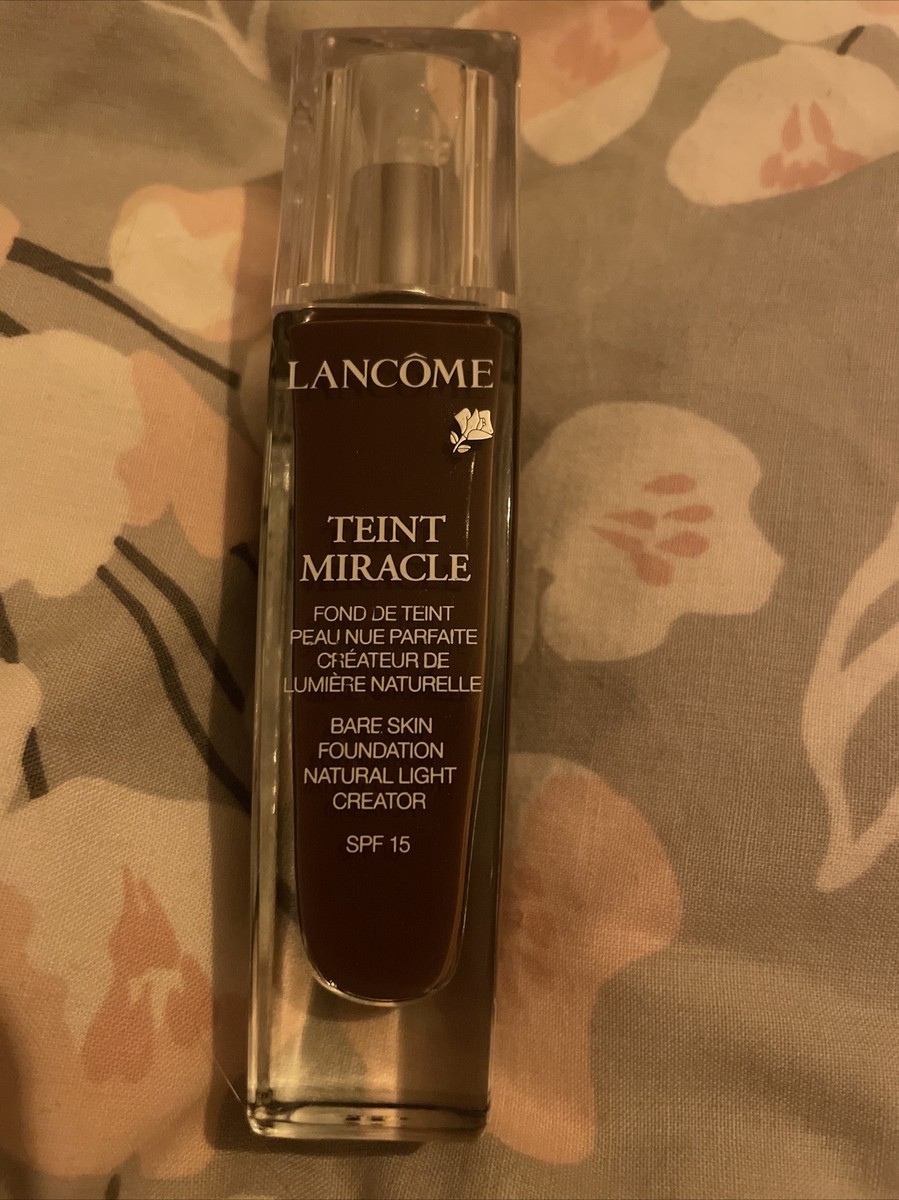 LANCÔME
TEINT
MIRACLE
FOND DE TEINT
PEAU NUE PARFAITE
CRÉATEUR DE
LUMIÈRE NATURELLE
BARE SKIN
FOUNDATION
NATURAL LIGHT
CREATOR
SPF 15